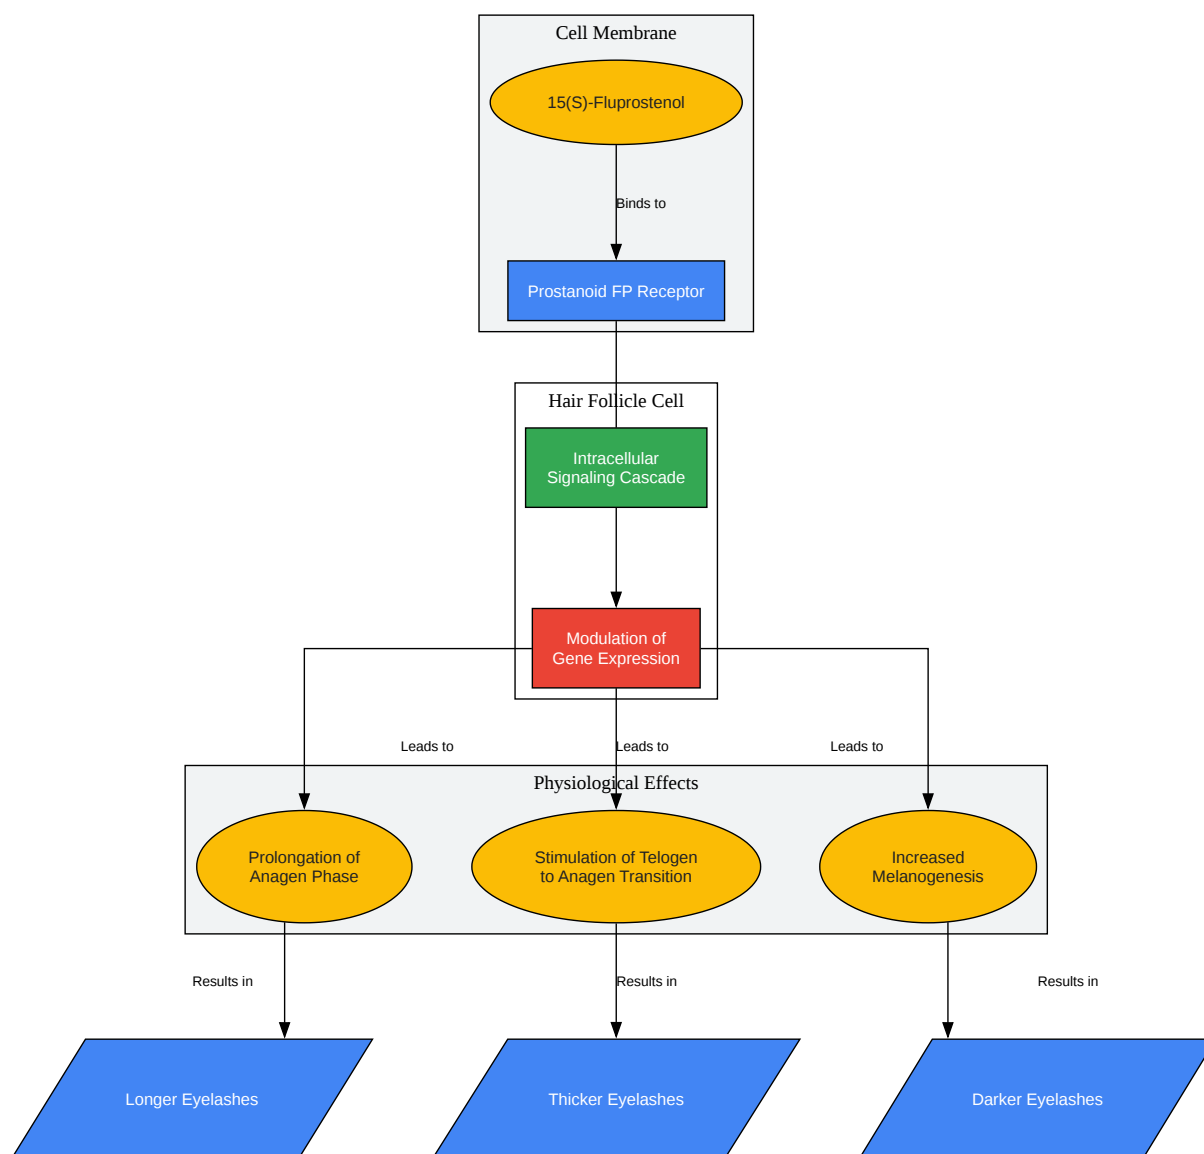 Cell Membrane
15(S)-Fluprostenol
Binds to
Prostanoid FP Receptor
Hair Follicle Cell
Intracellular
Signaling Cascade
Modulation of
Gene Expression
Leads to
Leads to
Leads to
Physiological Effects
Prolongation of
Anagen Phase
Stimulation of Telogen
to Anagen Transition
Increased
Melanogenesis
Results in
Results in
Results in
Longer Eyelashes
Thicker Eyelashes
Darker Eyelashes